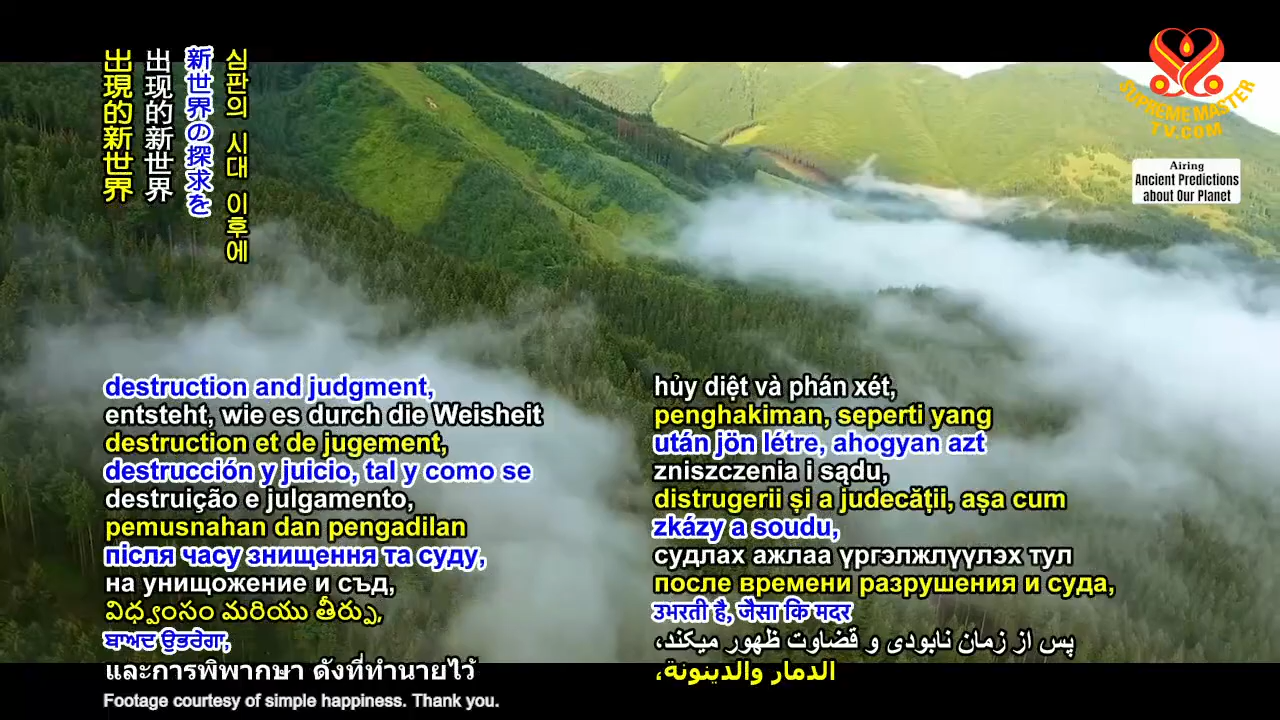 出現的新世界
出现的新世界
新世界の探求を
심판의 시대 이후에
SUPREME MASTER
TV.COM
Airing
Ancient Predictions
about Our Planet
destruction and judgment,
entsteht, wie es durch die Weisheit
destruction et de jugement,
destrucción y juicio, tal y como se
destruição e julgamento,
pemusnahan dan pengadilan
після часу знищення та суду,
на унищожение и съд,
విధ్వంసం మరియు తీర్పు,
ਬਾਅਦ ਉਭਰੇਗਾ,
และการพิพากษา ดังที่ทำนายไว้
hủy diệt và phán xét,
penghakiman, seperti yang
után jön létre, ahogyan azt
zniszczenia i sądu,
distrugerii și a judecății, așa cum
zkázy a soudu,
судлах ажлаа үргэлжлүүлэх тул
после времени разрушения и суда,
उभरती है, जैसा कि मदर
پس از زمان نابودی و قضاوت ظهور میکند،
الدمار والدينونة،
Footage courtesy of simple happiness. Thank you.